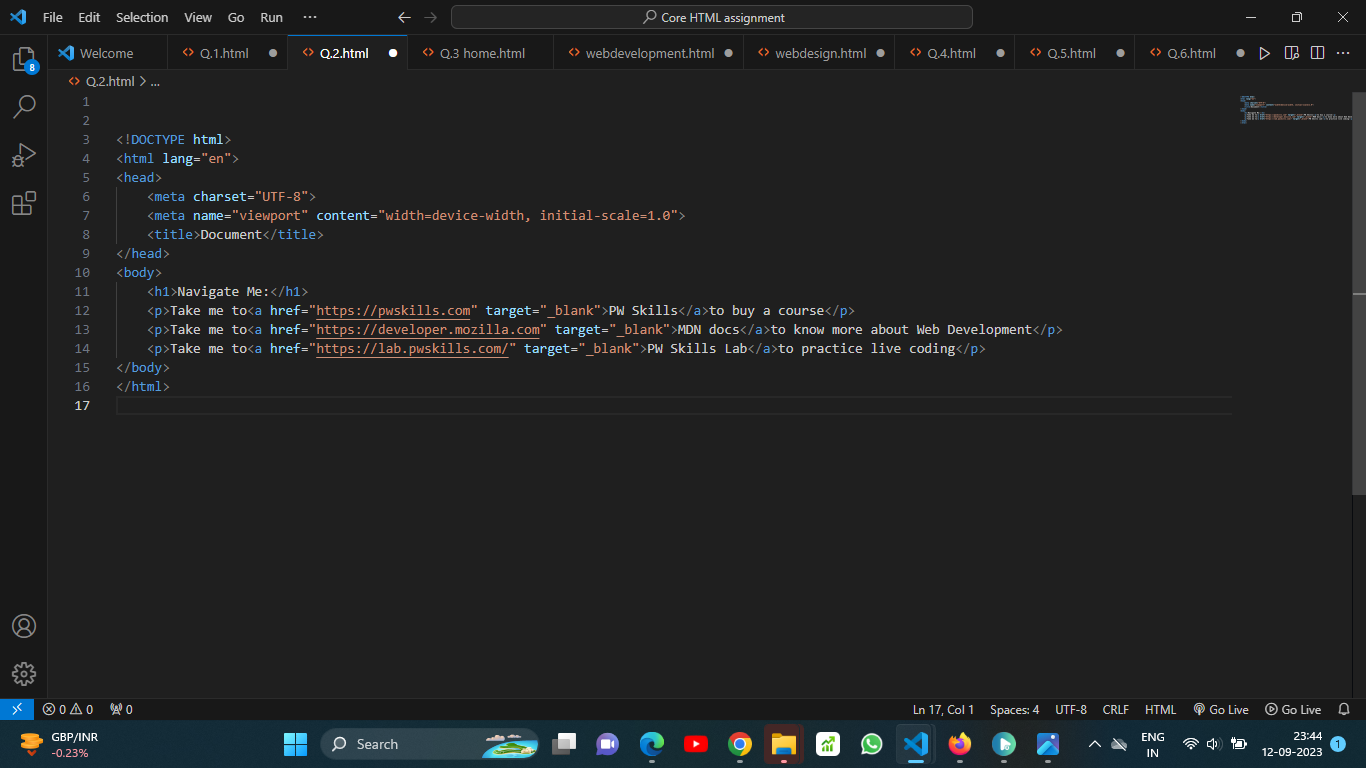 File Edit Selection View Go Run ··· Core HTML assignment
Welcome Q.1.html Q.2.html Q.3 home.html webdevelopment.html webdesign.html Q.4.html Q.5.html Q.6.html ···
8
Q.2.html > ...
1
2
3 <!DOCTYPE html>
4 <html lang="en">
5 <head>
6 <meta charset="UTF-8">
7 <meta name="viewport" content="width=device-width, initial-scale=1.0">
8 <title>Document</title>
9 </head>
10 <body>
11 <h1>Navigate Me:</h1>
12 <p>Take me to<a href="https://pwskills.com" target="_blank">PW Skills</a>to buy a course</p>
13 <p>Take me to<a href="https://developer.mozilla.com" target="_blank">MDN docs</a>to know more about Web Development</p>
14 <p>Take me to<a href="https://lab.pwskills.com/" target="_blank">PW Skills Lab</a>to practice live coding</p>
15 </body>
16 </html>
17
0 0 0 Ln 17, Col 1 Spaces: 4 UTF-8 CRLF HTML Go Live Go Live
GBP/INR
-0.23%
Search
ENG
IN
23:44
12-09-2023
1